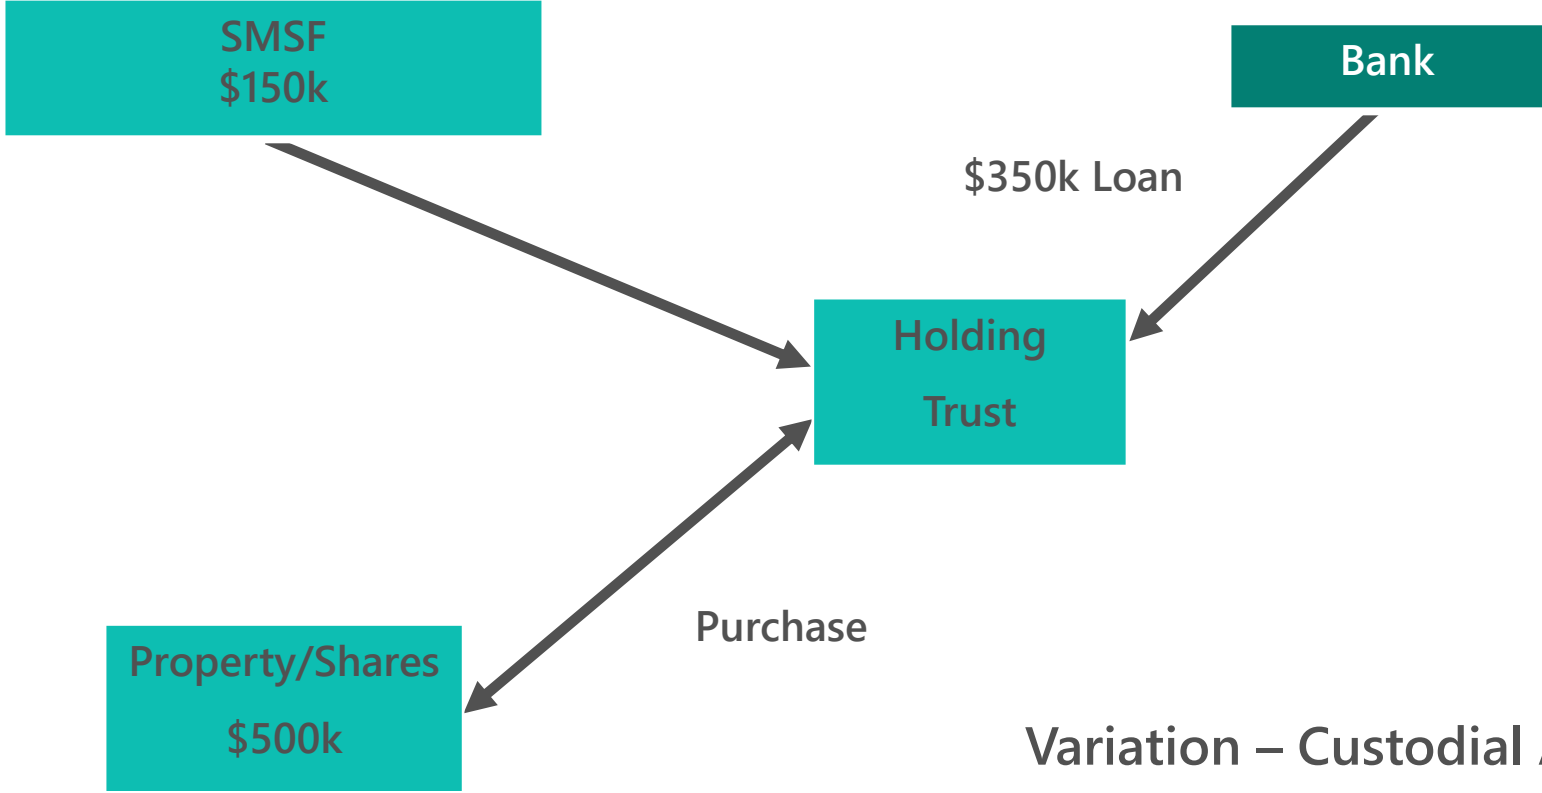 SMSF
$150k
Bank
$350k Loan
Holding
Trust
Purchase
Property/Shares
$500k
Variation – Custodial